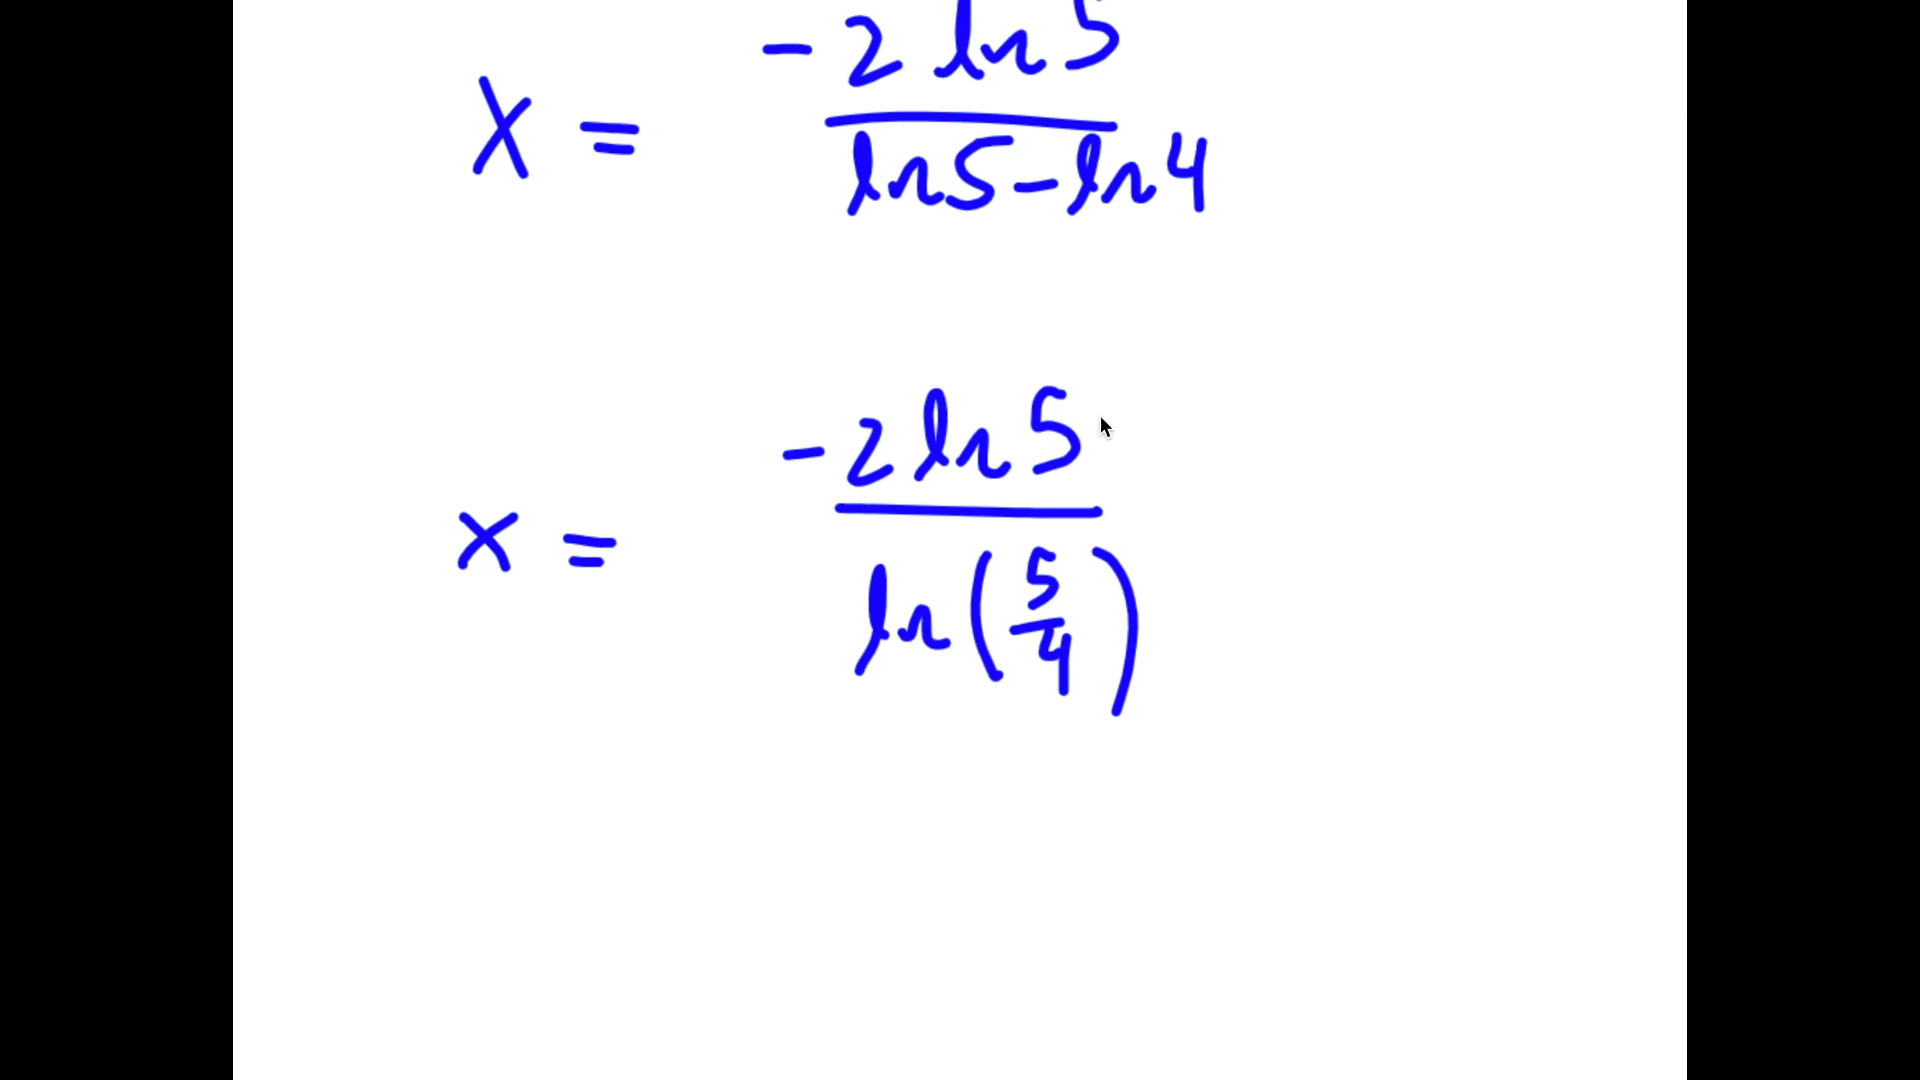 x = -2 ln 5 / ln 5 - ln 4
x = -2 ln 5 / ln (5/4)